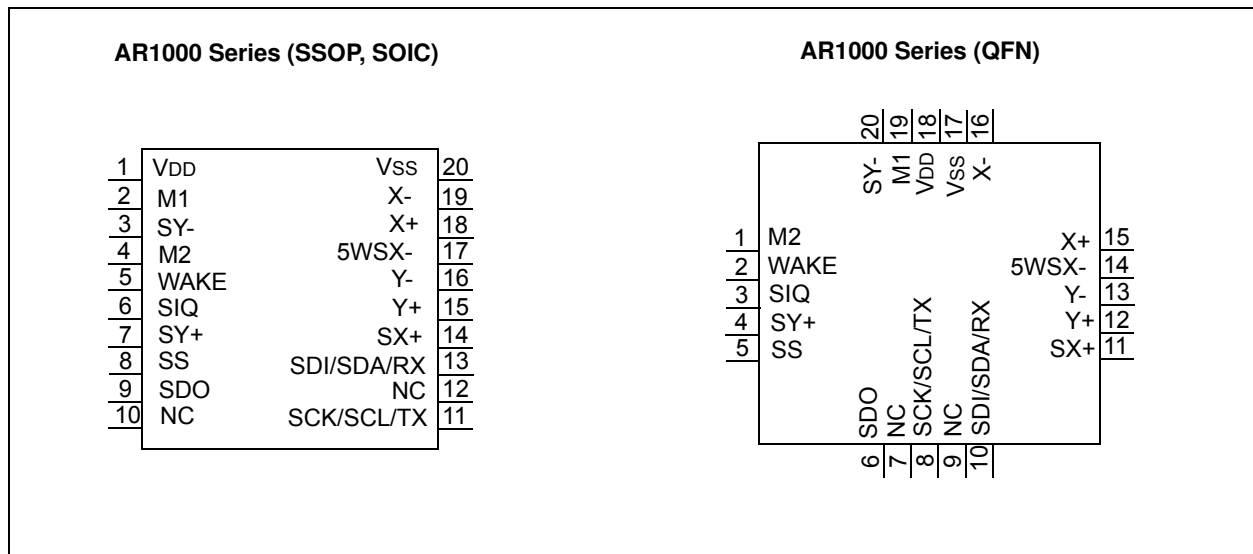 AR1000 Series (SSOP, SOIC)
1 VDD
2 M1
3 SY-
4 M2
5 WAKE
6 SIQ
7 SY+
8 SS
9 SDO
10 NC
VSS 20
X- 19
X+ 18
5WSX- 17
Y- 16
Y+ 15
SX+ 14
SDI/SDA/RX 13
NC 12
SCK/SCL/TX 11
AR1000 Series (QFN)
20 SY-
19 M1
18 VDD
17 VSS
16 X-
1 M2
2 WAKE
3 SIQ
4 SY+
5 SS
X+ 15
5WSX- 14
Y- 13
Y+ 12
SX+ 11
6 SDO
7 NC
8 SCK/SCL/TX
9 NC
10 SDI/SDA/RX